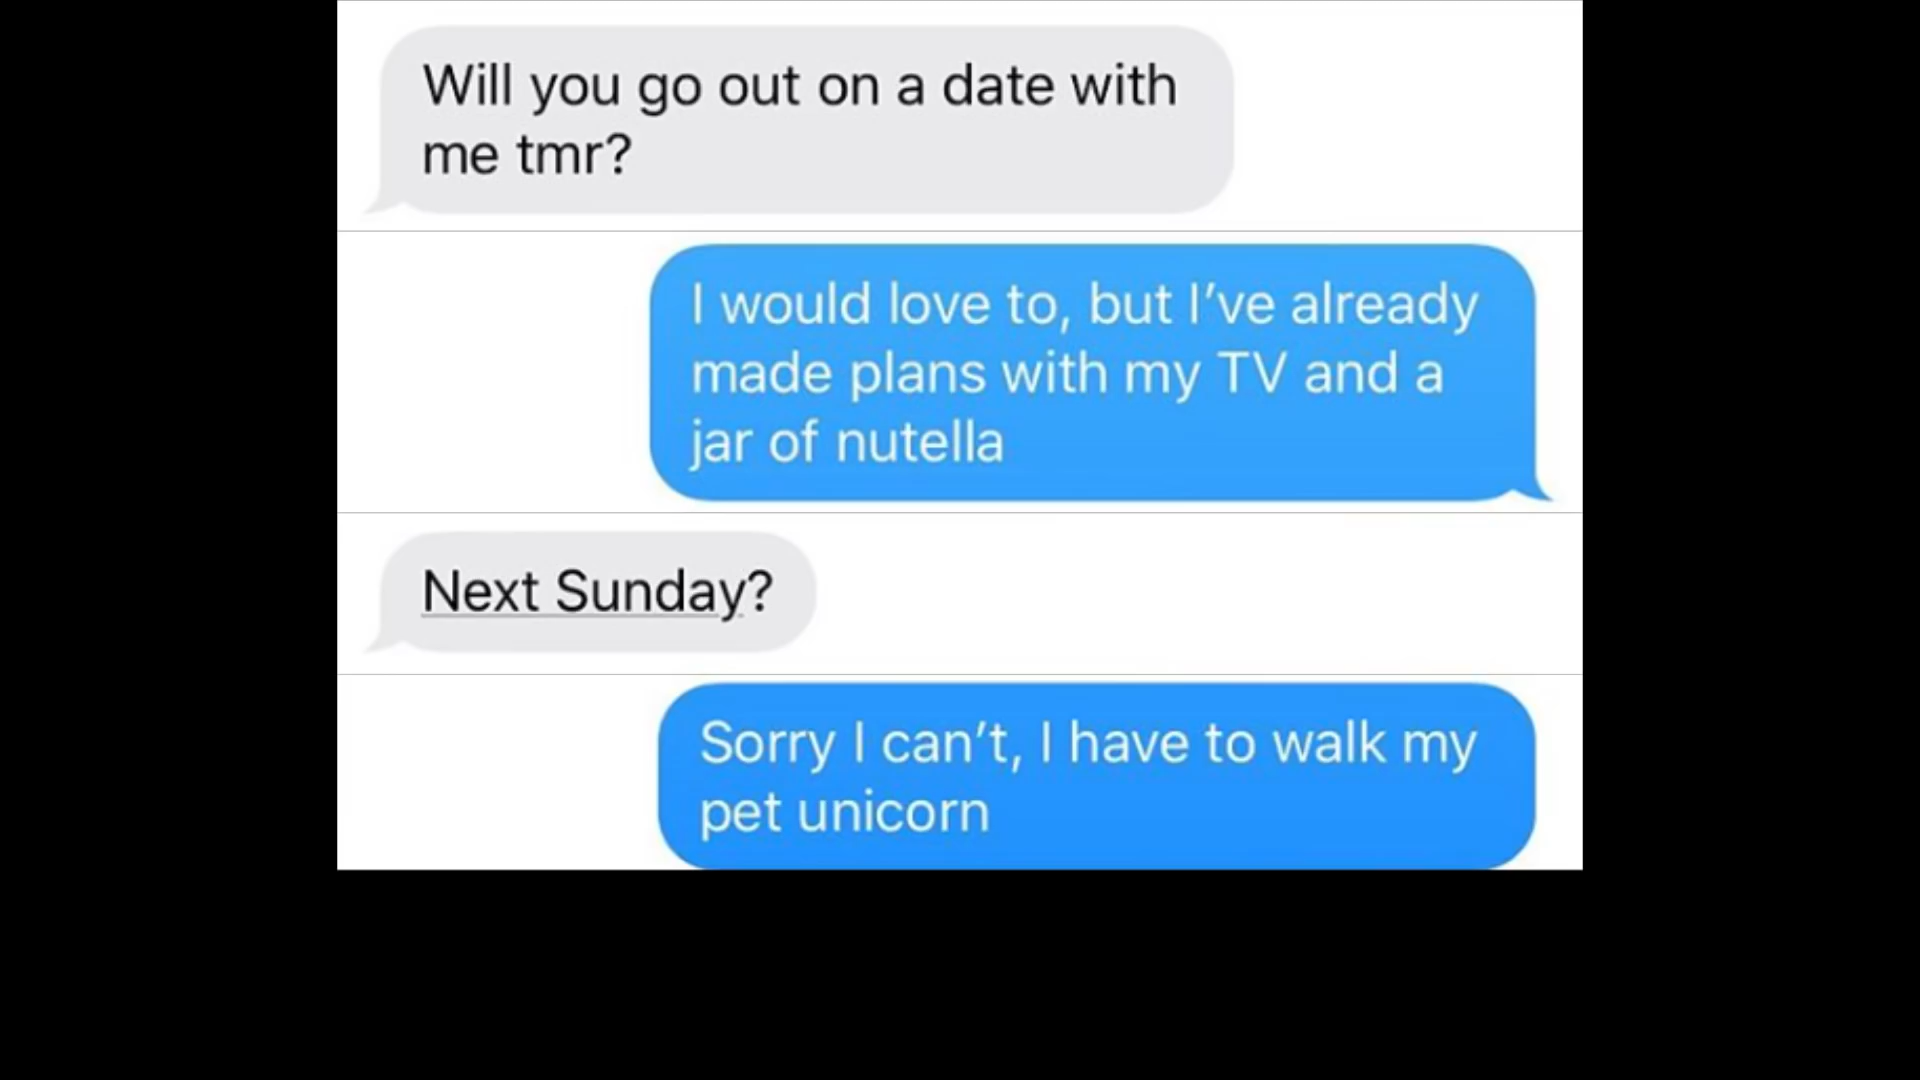 Will you go out on a date with
me tmr?
I would love to, but I’ve already
made plans with my TV and a
jar of nutella
Next Sunday?
Sorry I can’t, I have to walk my
pet unicorn